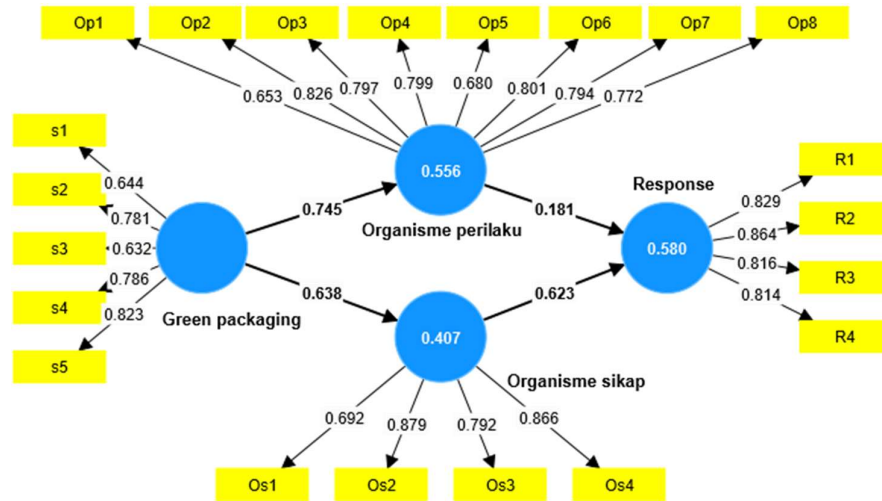 Op1 Op2 Op3 Op4 Op5 Op6 Op7 Op8
0.653 0.826 0.797 0.799 0.680 0.801 0.794 0.772
s1
s2
s3
s4
s5
0.644
0.781
0.632
0.786
0.823
Green packaging
0.745
0.638
0.556
Organisme perilaku
0.407
Organisme sikap
0.181
0.623
Response
0.580
0.829
0.864
0.816
0.814
R1
R2
R3
R4
0.692 0.879 0.792 0.866
Os1 Os2 Os3 Os4